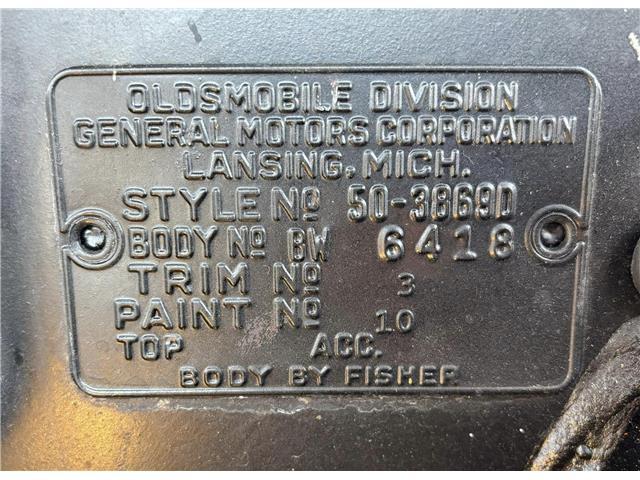 OLDSMOBILE DIVISION
GENERAL MOTORS CORPORATION
LANSING, MICH.
STYLE Nº 50-3869D
BODY Nº BW 6418
TRIM Nº 3
PAINT Nº 10
TOP ACC.
BODY BY FISHER